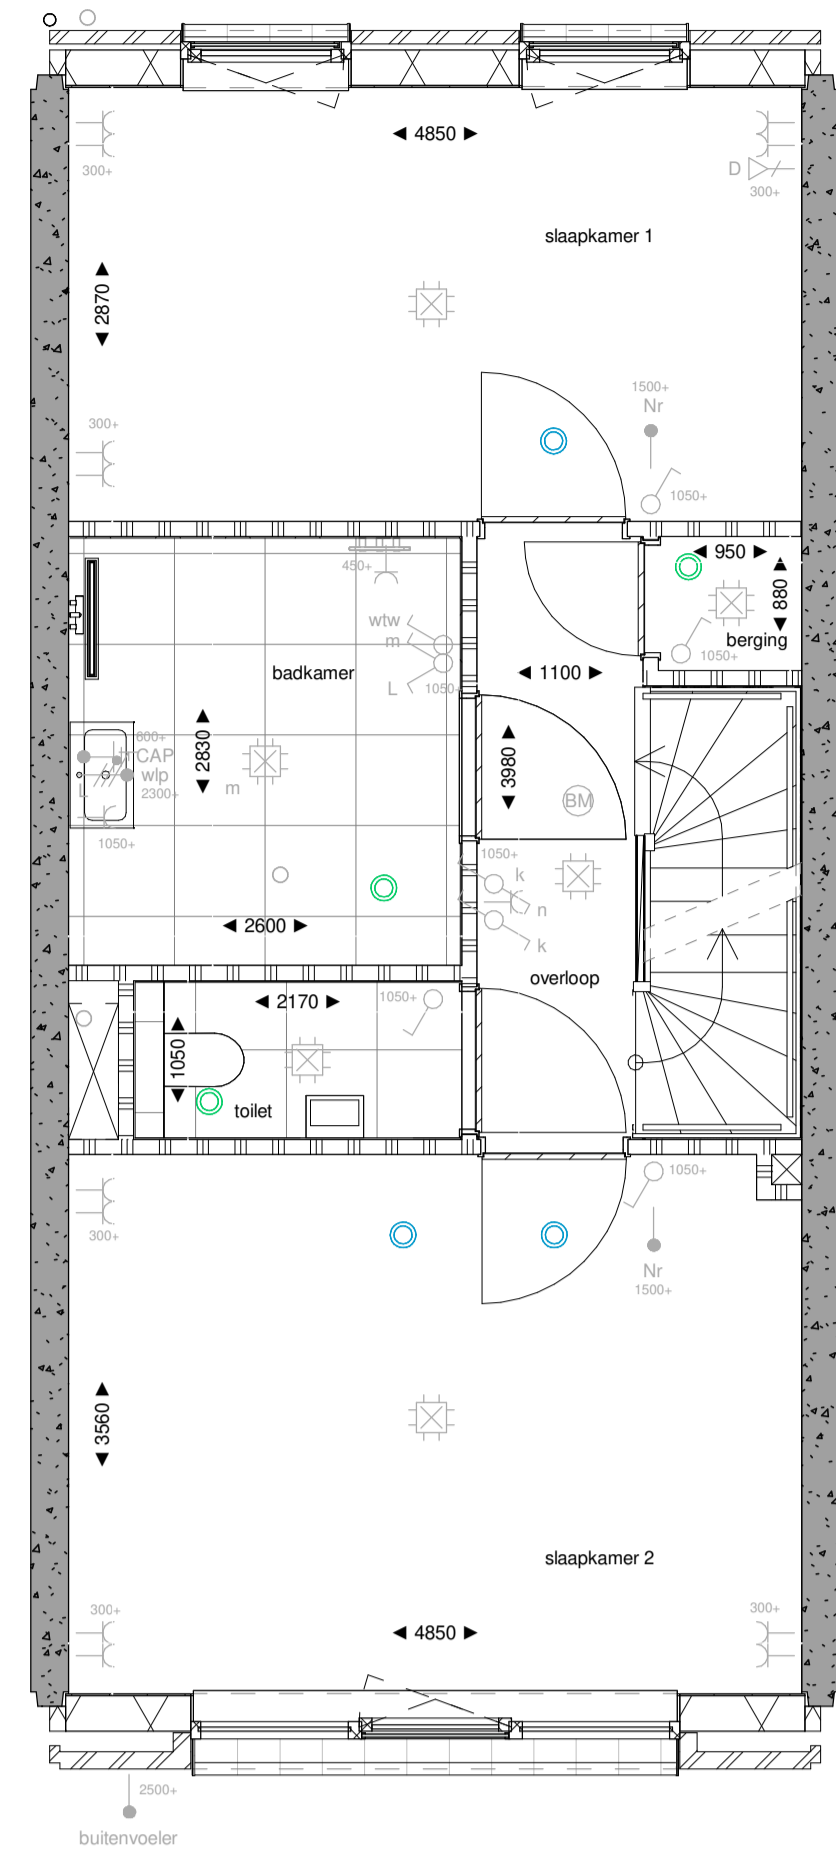 4850
300+
D
300+
slaapkamer 1
2870
1500+
Nr
300+
1050+
450+
950
880
berging
1050+
wtw
m
L
1050+
badkamer
1100
800+
CAP
wlp
2300+
L
1050+
2830
m
3980
BM
1050+
k
n
k
2600
overloop
2170
1050+
1050
toilet
300+
1050+
Nr
1500+
3560
slaapkamer 2
300+
300+
4850
2500+
buitenvoeler